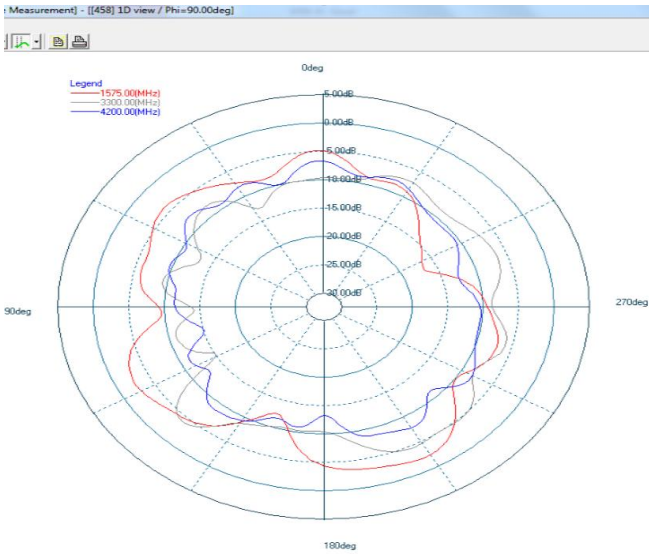 e Measurement] - [[458] 1D view / Phi=90.00deg]
0deg
Legend
1575.00(MHz)
3300.00(MHz)
4200.00(MHz)
5.00dB
0.00dB
-5.00dB
-10.00dB
-15.00dB
-20.00dB
-25.00dB
-30.00dB
90deg
270deg
180deg